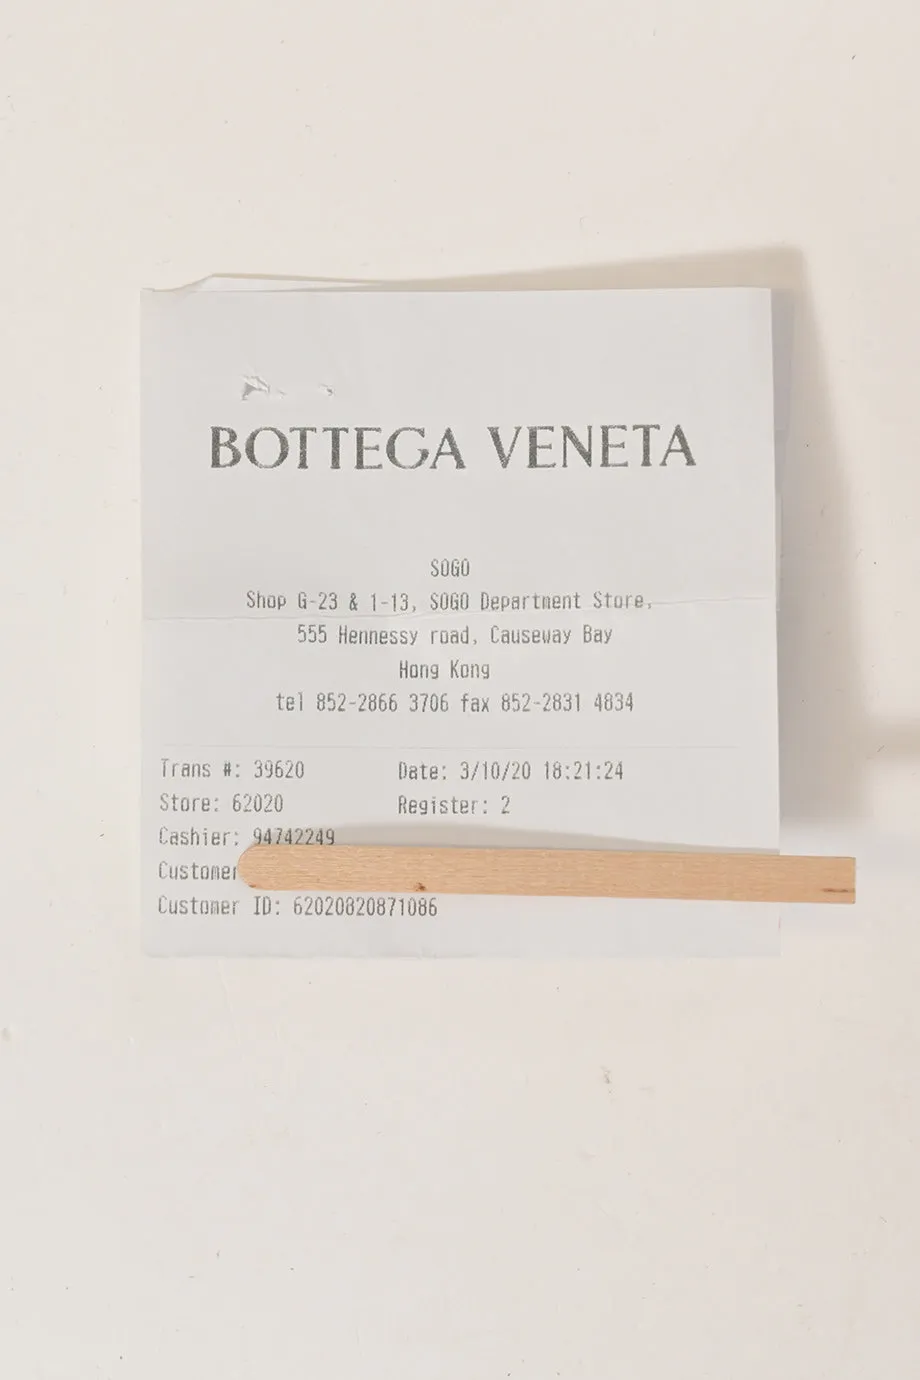 BOTTEGA VENETA
SOGO
Shop G-23 & 1-13, SOGO Department Store,
555 Hennessy road, Causeway Bay
Hong Kong
tel 852-2866 3706 fax 852-2831 4834
Trans #: 39620 Date: 3/10/20 18:21:24
Store: 62020 Register: 2
Cashier: 94742249
Customer
Customer ID: 62020820871086